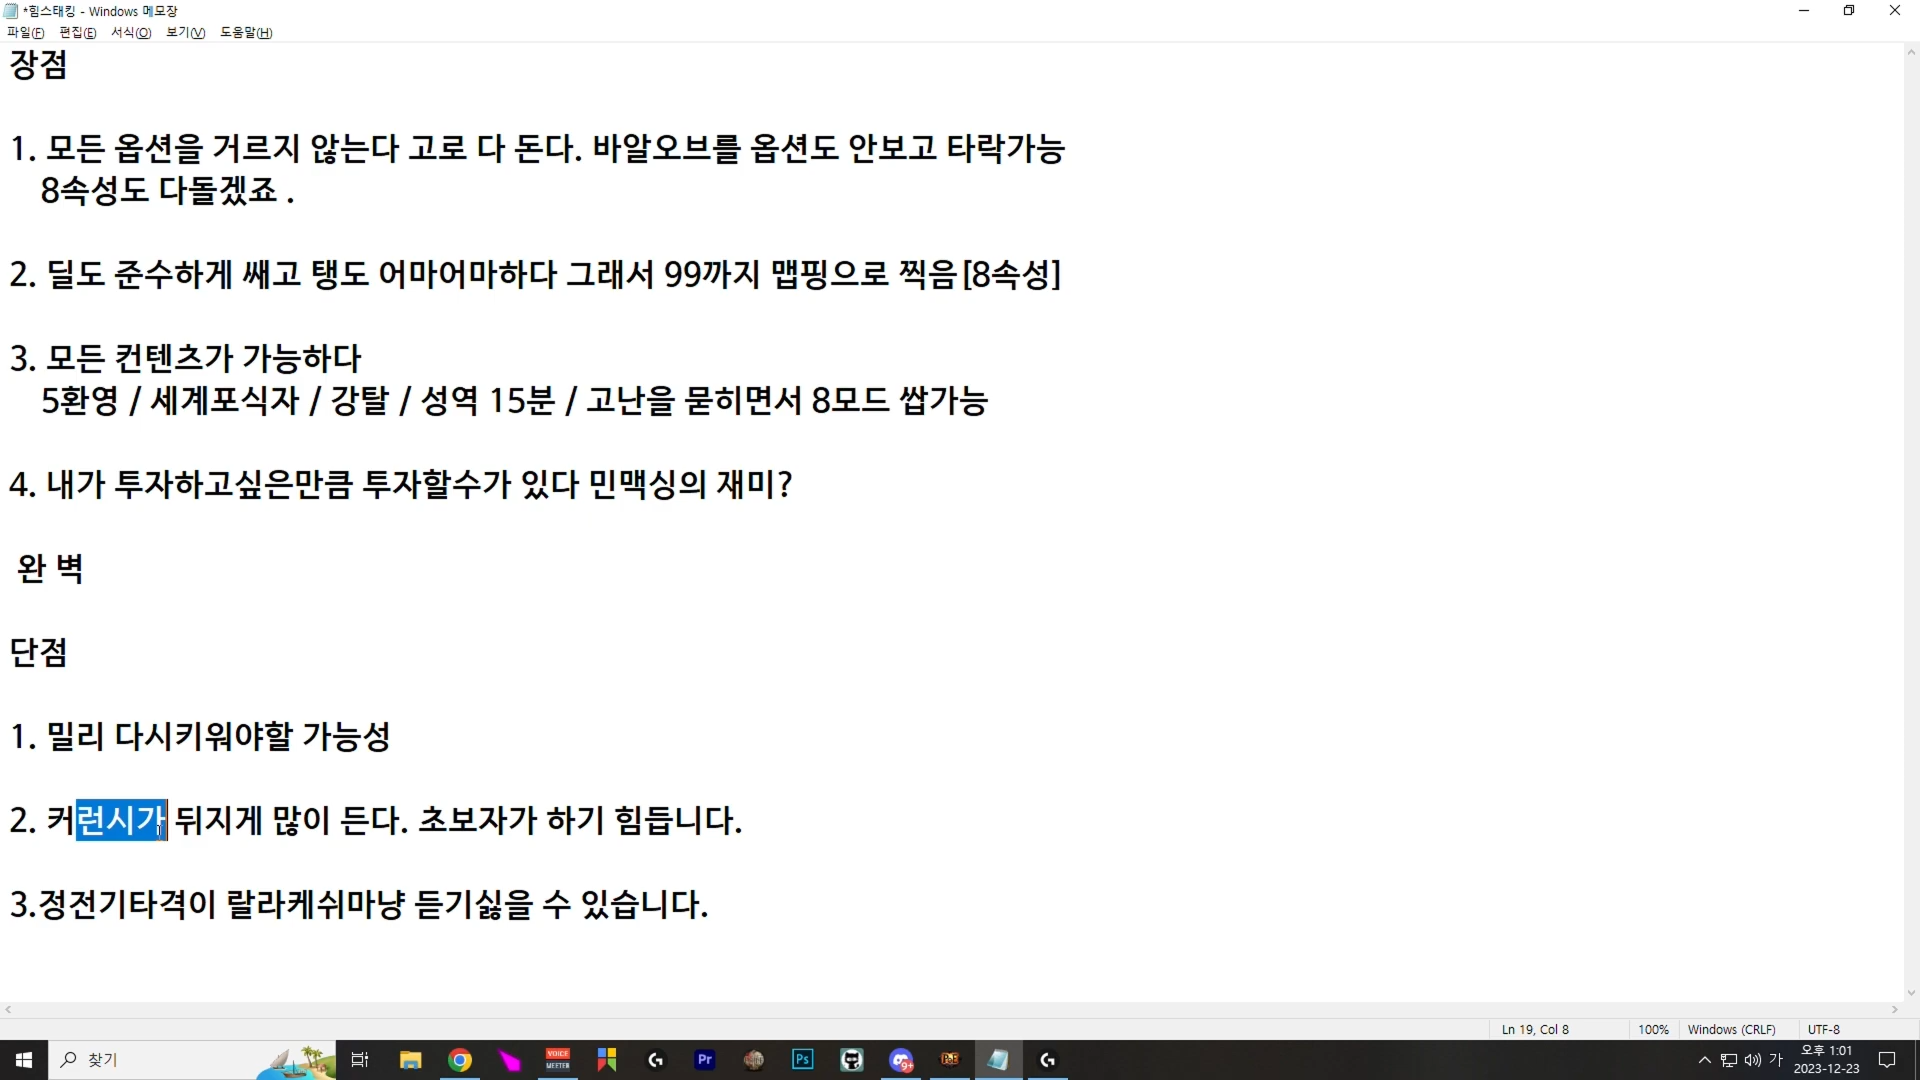 *힘스태킹 - Windows 메모장
파일(F) 편집(E) 서식(O) 보기(V) 도움말(H)
장점
1. 모든 옵션을 거르지 않는다 고로 다 돈다. 바알오브를 옵션도 안보고 타락가능
8속성도 다돌겠죠 .
2. 딜도 준수하게 쌔고 탱도 어마어마하다 그래서 99까지 맵핑으로 찍음[8속성]
3. 모든 컨텐츠가 가능하다
5환영 / 세계포식자 / 강탈 / 성역 15분 / 고난을 묻히면서 8모드 쌉가능
4. 내가 투자하고싶은만큼 투자할수가 있다 민맥싱의 재미?
완 벽
단점
1. 밀리 다시키워야할 가능성
2. 커런시가 뒤지게 많이 든다. 초보자가 하기 힘듭니다.
3.정전기타격이 랄라케쉬마냥 듣기싫을 수 있습니다.
Ln 19, Col 8 100% Windows (CRLF) UTF-8
찾기
VOICE
MEETER
Pr
Ps
9+
PoE
가
오후 1:01
2023-12-23